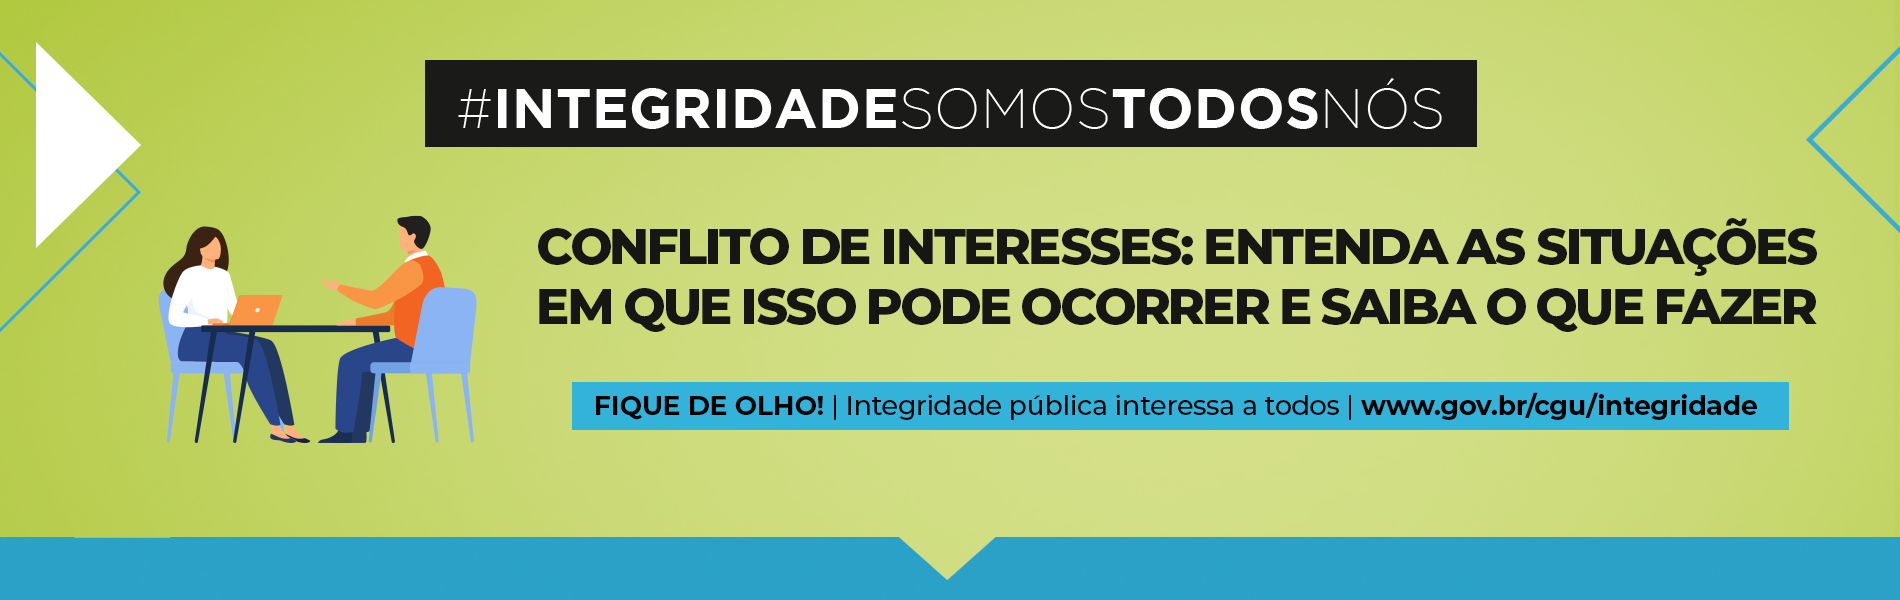 #INTEGRIDADESOMOSTODOSNÓS
CONFLITO DE INTERESSES: ENTENDA AS SITUAÇÕES
EM QUE ISSO PODE OCORRER E SAIBA O QUE FAZER
FIQUE DE OLHO! | Integridade pública interessa a todos | www.gov.br/cgu/integridade